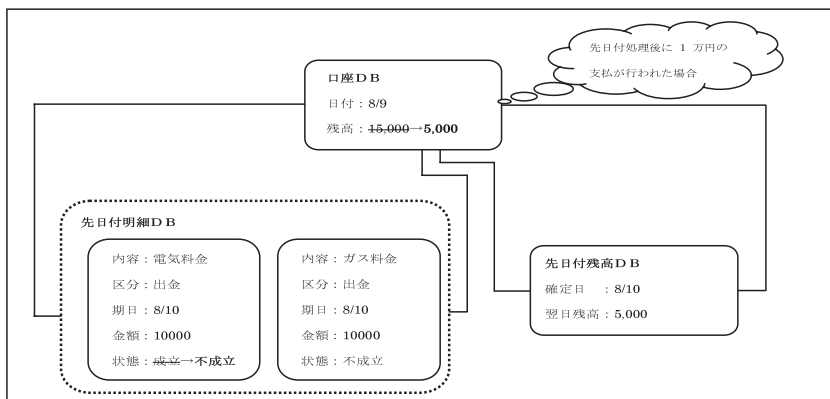 先日付処理後に 1 万円の
支払が行われた場合
口座DB
日付:8/9
残高:15,000→5,000
先日付明細DB
内容:電気料金
区分:出金
期日:8/10
金額:10000
状態:成立→不成立
内容:ガス料金
区分:出金
期日:8/10
金額:10000
状態:不成立
先日付残高DB
確定日 :8/10
翌日残高:5,000